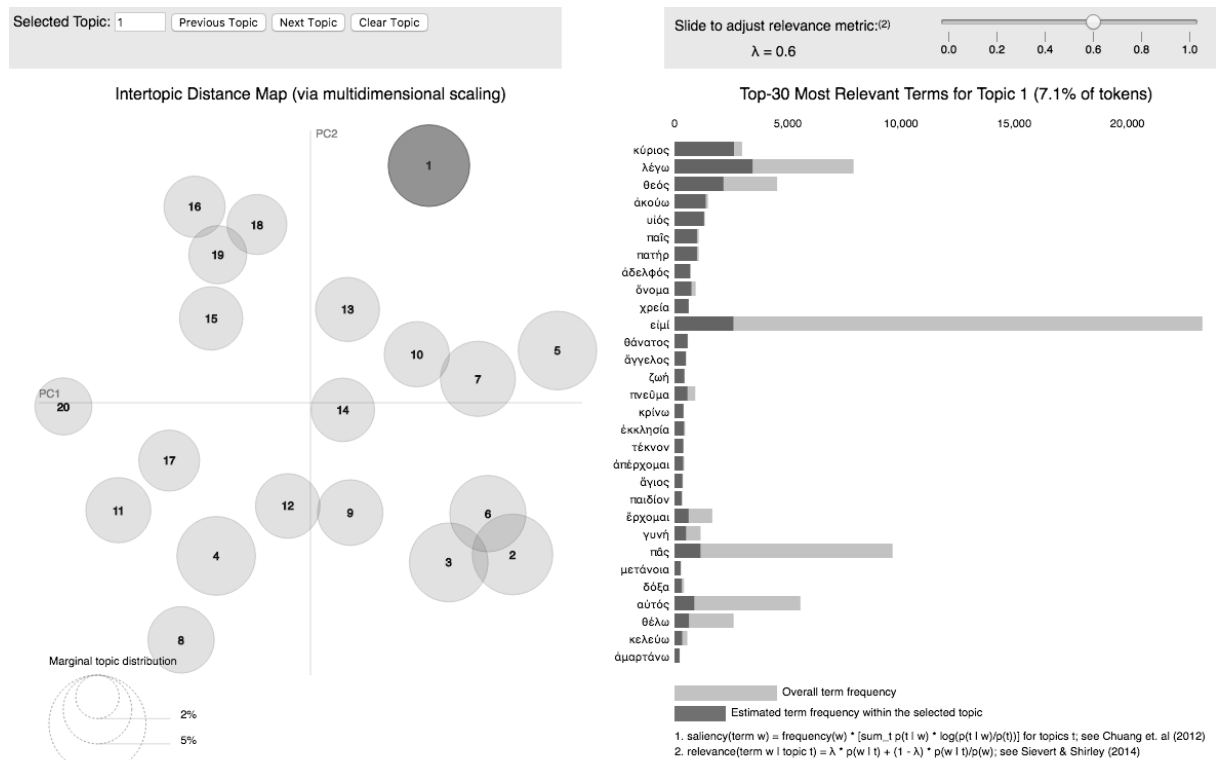 Selected Topic: 1 Previous Topic Next Topic Clear Topic
Slide to adjust relevance metric:(2)
λ = 0.6
0.0 0.2 0.4 0.6 0.8 1.0
Intertopic Distance Map (via multidimensional scaling)
PC2
PC1
1
16
18
19
15
13
10
5
7
20
14
17
11
12
9
6
4
3
2
8
Marginal topic distribution
2%
5%
Top-30 Most Relevant Terms for Topic 1 (7.1% of tokens)
0 5,000 10,000 15,000 20,000
κύριος
λέγω
θεός
ἀκούω
υἱός
παῖς
πατήρ
ἀδελφός
ὄνομα
χρεία
εἰμί
θάνατος
ἄγγελος
ζωή
πνεῦμα
κρίνω
ἐκκλησία
τέκνον
ἀπέρχομαι
ἅγιος
παιδίον
ἔρχομαι
γυνή
πᾶς
μετάνοια
δόξα
αὐτός
θέλω
κελεύω
ἁμαρτάνω
Overall term frequency
Estimated term frequency within the selected topic
1. saliency(term w) = frequency(w) * [sum_t p(t | w) * log(p(t | w)/p(t))] for topics t; see Chuang et. al (2012)
2. relevance(term w | topic t) = λ * p(w | t) + (1 - λ) * p(w | t)/p(w); see Sievert & Shirley (2014)